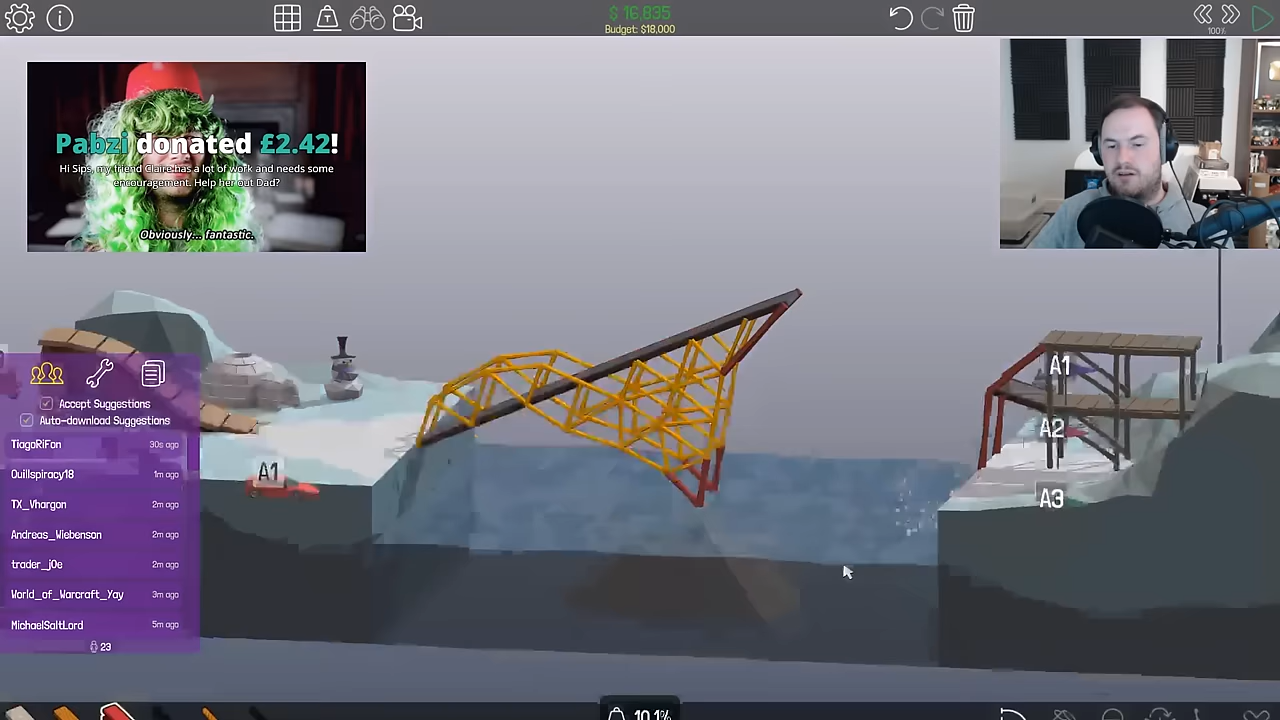 $ 16,835
Budget: $18,000
100%
Pabzi donated £2.42!
Hi Sips, my friend Claire has a lot of work and needs some
encouragement. Help her out Dad?
Obviously... fantastic.
Accept Suggestions
Auto-download Suggestions
TiagoRiFon 30s ago
Quillspiracy18 1m ago
TX_Vhargon 2m ago
Andreas_Wiebenson 2m ago
trader_j0e 2m ago
World_of_Warcraft_Yay 3m ago
MichaelSaltLord 5m ago
23
A1
A1
A2
A3
10.1%